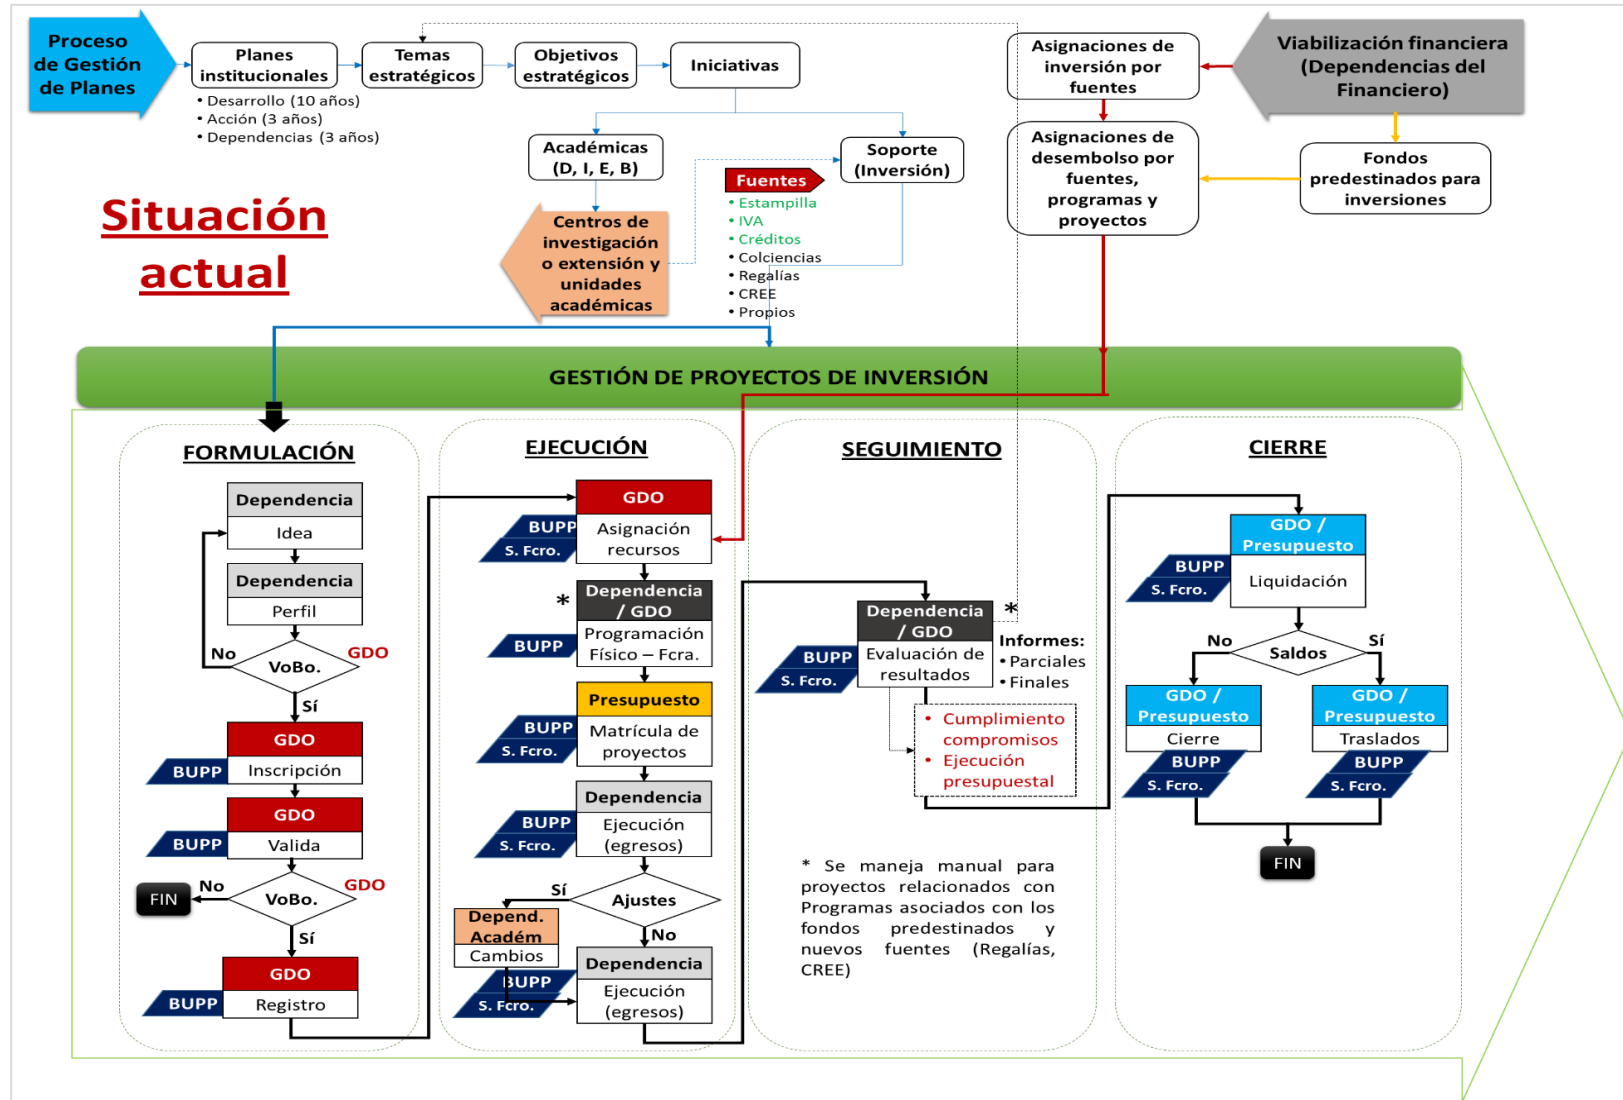 Proceso
de Gestión
de Planes
Planes
institucionales
• Desarrollo (10 años)
• Acción (3 años)
• Dependencias (3 años)
Temas
estratégicos
Objetivos
estratégicos
Iniciativas
Asignaciones de
inversión por
fuentes
Viabilización financiera
(Dependencias del
Financiero)
Académicas
(D, I, E, B)
Soporte
(Inversión)
Asignaciones de
desembolso por
fuentes,
programas y
proyectos
Fondos
predestinados para
inversiones
Situación
actual
Centros de
investigación
o extensión y
unidades
académicas
Fuentes
• Estampilla
• IVA
• Créditos
• Colciencias
• Regalías
• CREE
• Propios
GESTIÓN DE PROYECTOS DE INVERSIÓN
FORMULACIÓN
Dependencia
Idea
Dependencia
Perfil
No
VoBo.
GDO
Sí
GDO
BUPP
Inscripción
GDO
BUPP
Valida
FIN
No
VoBo.
GDO
Sí
GDO
BUPP
Registro
EJECUCIÓN
GDO
BUPP
S. Fcro.
Asignación
recursos
*
Dependencia
/ GDO
BUPP
Programación
Físico – Fcra.
Presupuesto
BUPP
S. Fcro.
Matrícula de
proyectos
Dependencia
BUPP
S. Fcro.
Ejecución
(egresos)
Sí
Ajustes
No
Depend.
Académ
Cambios
Dependencia
BUPP
S. Fcro.
Ejecución
(egresos)
SEGUIMIENTO
Dependencia
/ GDO
*
BUPP
S. Fcro.
Evaluación de
resultados
Informes:
• Parciales
• Finales
• Cumplimiento
compromisos
• Ejecución
presupuestal
* Se maneja manual para
proyectos relacionados con
Programas asociados con los
fondos predestinados y
nuevos fuentes (Regalías,
CREE)
CIERRE
GDO /
Presupuesto
BUPP
S. Fcro.
Liquidación
No
Saldos
Sí
GDO /
Presupuesto
Cierre
BUPP
S. Fcro.
GDO /
Presupuesto
Traslados
BUPP
S. Fcro.
FIN